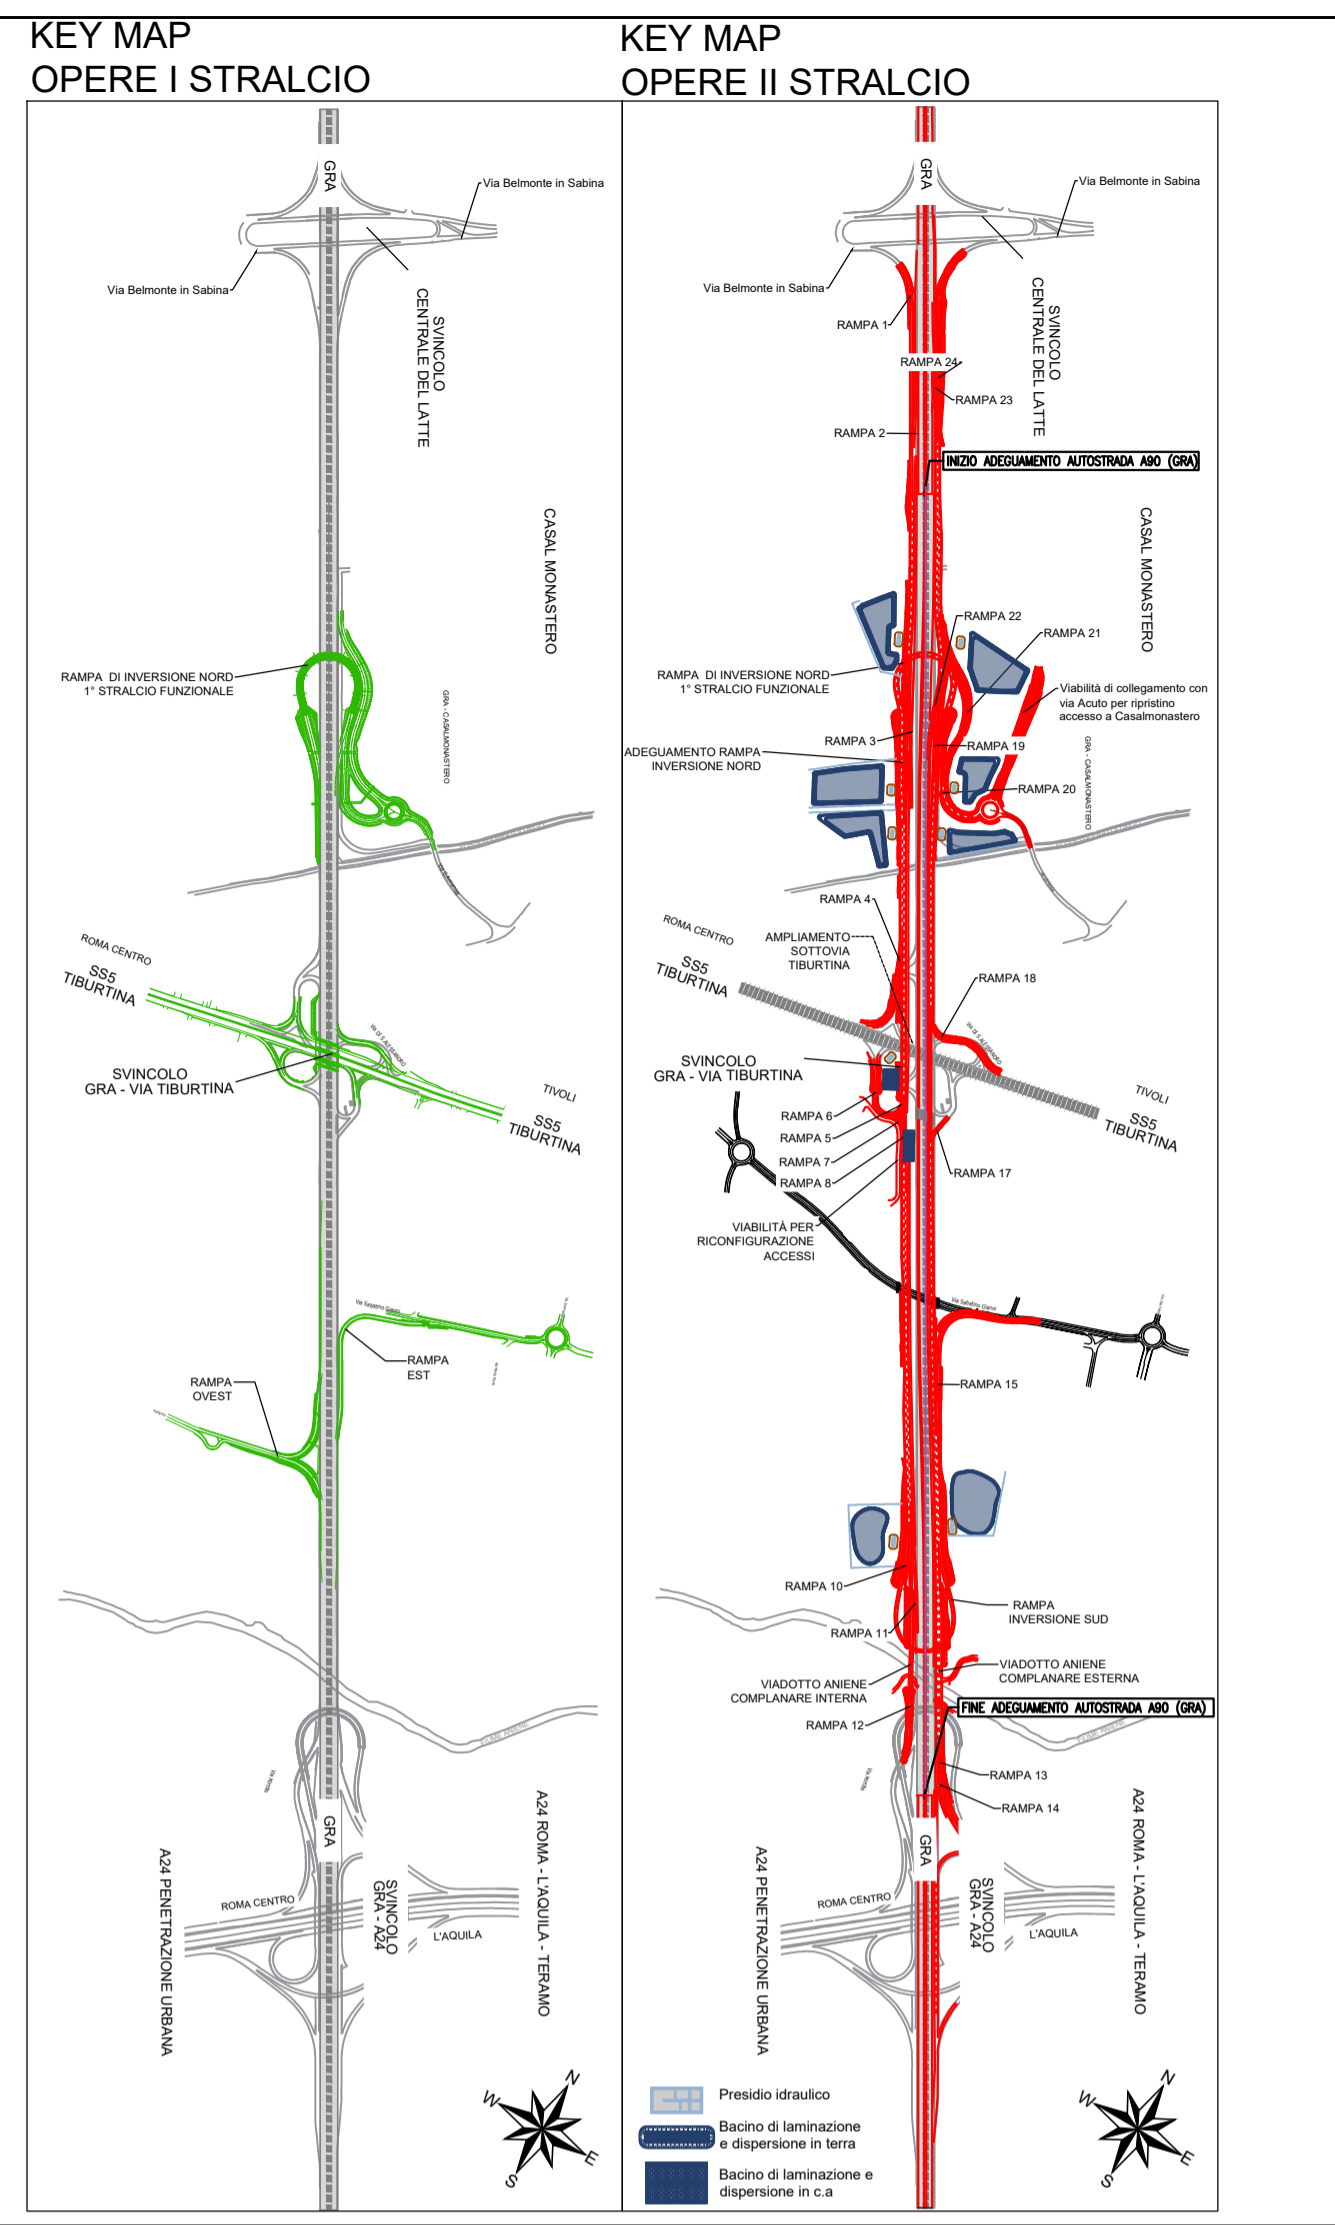 KEY MAP
OPERE I STRALCIO
GRA
Via Belmonte in Sabina
Via Belmonte in Sabina
SVINCOLO
CENTRALE DEL LATTE
CASAL MONASTERO
RAMPA DI INVERSIONE NORD
1° STRALCIO FUNZIONALE
GRA - CASALMONASTERO
ROMA CENTRO
SS5
TIBURTINA
Via DI S.ALESSANDRO
SVINCOLO
GRA - VIA TIBURTINA
TIVOLI
SS5
TIBURTINA
RAMPA
EST
RAMPA
OVEST
FIUME ANIENE
GRA
A24 ROMA - L'AQUILA - TERAMO
A24 PENETRAZIONE URBANA
ROMA CENTRO
SVINCOLO
GRA - A24
L'AQUILA
N
W
E
S
KEY MAP
OPERE II STRALCIO
GRA
Via Belmonte in Sabina
Via Belmonte in Sabina
SVINCOLO
CENTRALE DEL LATTE
RAMPA 1
RAMPA 24
RAMPA 23
RAMPA 2
INIZIO ADEGUAMENTO AUTOSTRADA A90 (GRA)
CASAL MONASTERO
RAMPA 22
RAMPA 21
RAMPA DI INVERSIONE NORD
1° STRALCIO FUNZIONALE
Viabilità di collegamento con
via Acuto per ripristino
accesso a Casalmonastero
RAMPA 3
RAMPA 19
ADEGUAMENTO RAMPA
INVERSIONE NORD
GRA - CASALMONASTERO
RAMPA 20
RAMPA 4
ROMA CENTRO
SS5
TIBURTINA
AMPLIAMENTO
SOTTOVIA
TIBURTINA
RAMPA 18
Via DI S.ALESSANDRO
SVINCOLO
GRA - VIA TIBURTINA
TIVOLI
SS5
TIBURTINA
RAMPA 6
RAMPA 5
RAMPA 7
RAMPA 8
RAMPA 17
VIABILITÀ PER
RICONFIGURAZIONE
ACCESSI
RAMPA 15
RAMPA 10
RAMPA
INVERSIONE SUD
RAMPA 11
VIADOTTO ANIENE
COMPLANARE ESTERNA
VIADOTTO ANIENE
COMPLANARE INTERNA
FINE ADEGUAMENTO AUTOSTRADA A90 (GRA)
RAMPA 12
FIUME ANIENE
RAMPA 13
RAMPA 14
GRA
A24 ROMA - L'AQUILA - TERAMO
A24 PENETRAZIONE URBANA
ROMA CENTRO
SVINCOLO
GRA - A24
L'AQUILA
Presidio idraulico
Bacino di laminazione
e dispersione in terra
Bacino di laminazione e
dispersione in c.a
N
W
E
S